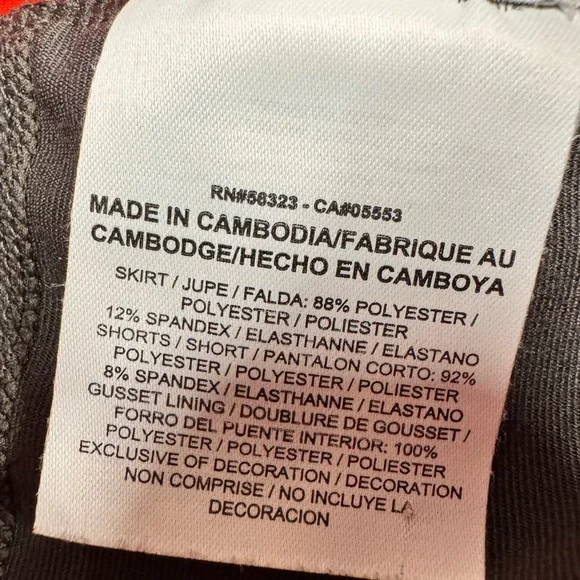 RN#56323 - CA#05553
MADE IN CAMBODIA/FABRIQUE AU
CAMBODGE/HECHO EN CAMBOYA
SKIRT / JUPE / FALDA: 88% POLYESTER /
POLYESTER / POLIESTER
12% SPANDEX / ELASTHANNE / ELASTANO
SHORTS / SHORT / PANTALON CORTO: 92%
POLYESTER / POLYESTER / POLIESTER
8% SPANDEX / ELASTHANNE / ELASTANO
GUSSET LINING / DOUBLURE DE GOUSSET /
FORRO DEL PUENTE INTERIOR: 100%
POLYESTER / POLYESTER / POLIESTER
EXCLUSIVE OF DECORATION / DECORATION
NON COMPRISE / NO INCLUYE LA
DECORACION